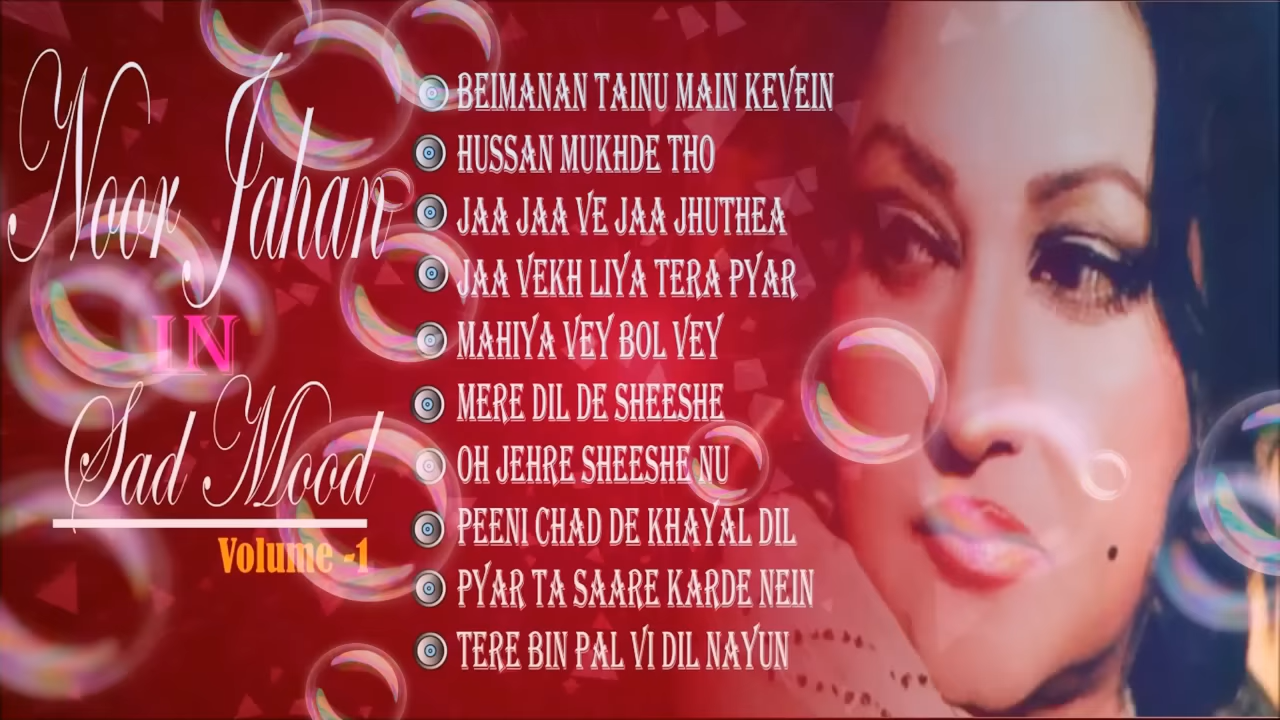 Noor Jahan
IN
Sad Mood
Volume -1
BEIMANAN TAINU MAIN KEVEIN
HUSSAN MUKHDE THO
JAA JAA VE JAA JHUTHEA
JAA VEKH LIYA TERA PYAR
MAHIYA VEY BOL VEY
MERE DIL DE SHEESHE
OH JEHRE SHEESHE NU
PEENI CHAD DE KHAYAL DIL
PYAR TA SAARE KARDE NEIN
TERE BIN PAL VI DIL NAYUN